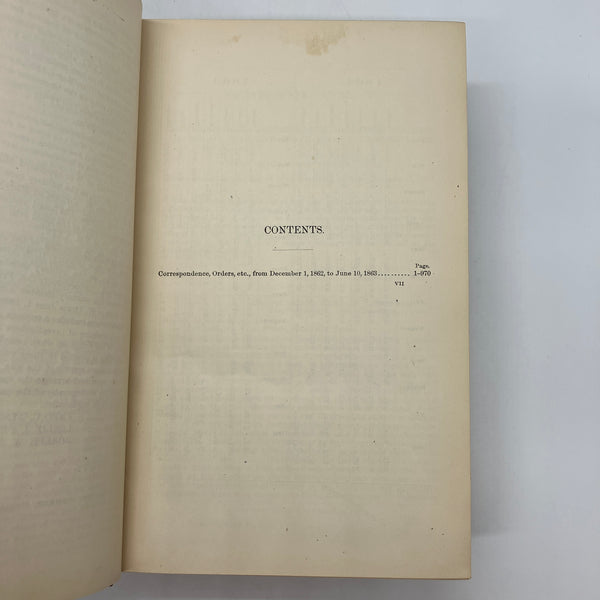 CONTENTS.
Page.
Correspondence, Orders, etc., from December 1, 1862, to June 10, 1863.......... 1–970
VII